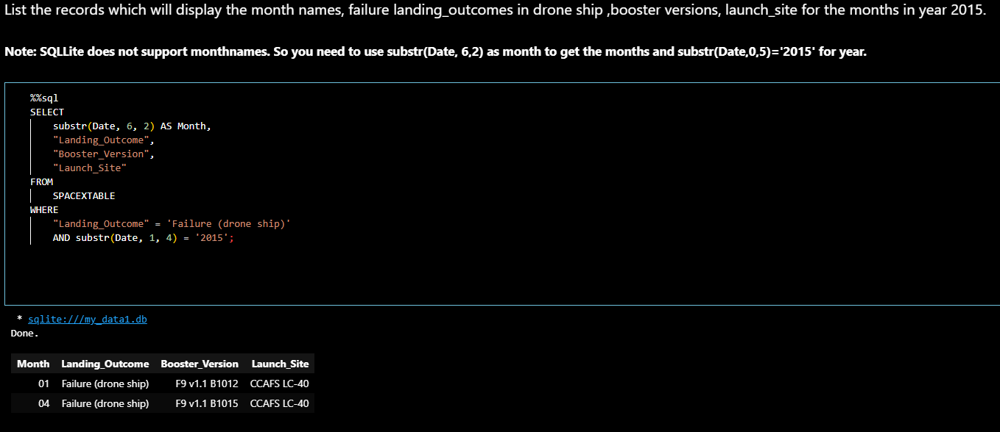 List the records which will display the month names, failure landing_outcomes in drone ship ,booster versions, launch_site for the months in year 2015.
Note: SQLLite does not support monthnames. So you need to use substr(Date, 6,2) as month to get the months and substr(Date,0,5)='2015' for year.
%%sql
SELECT
substr(Date, 6, 2) AS Month,
"Landing_Outcome",
"Booster_Version",
"Launch_Site"
FROM
SPACEXTABLE
WHERE
"Landing_Outcome" = 'Failure (drone ship)'
AND substr(Date, 1, 4) = '2015';
* sqlite:///my_data1.db
Done.
Month Landing_Outcome Booster_Version Launch_Site
01 Failure (drone ship) F9 v1.1 B1012 CCAFS LC-40
04 Failure (drone ship) F9 v1.1 B1015 CCAFS LC-40